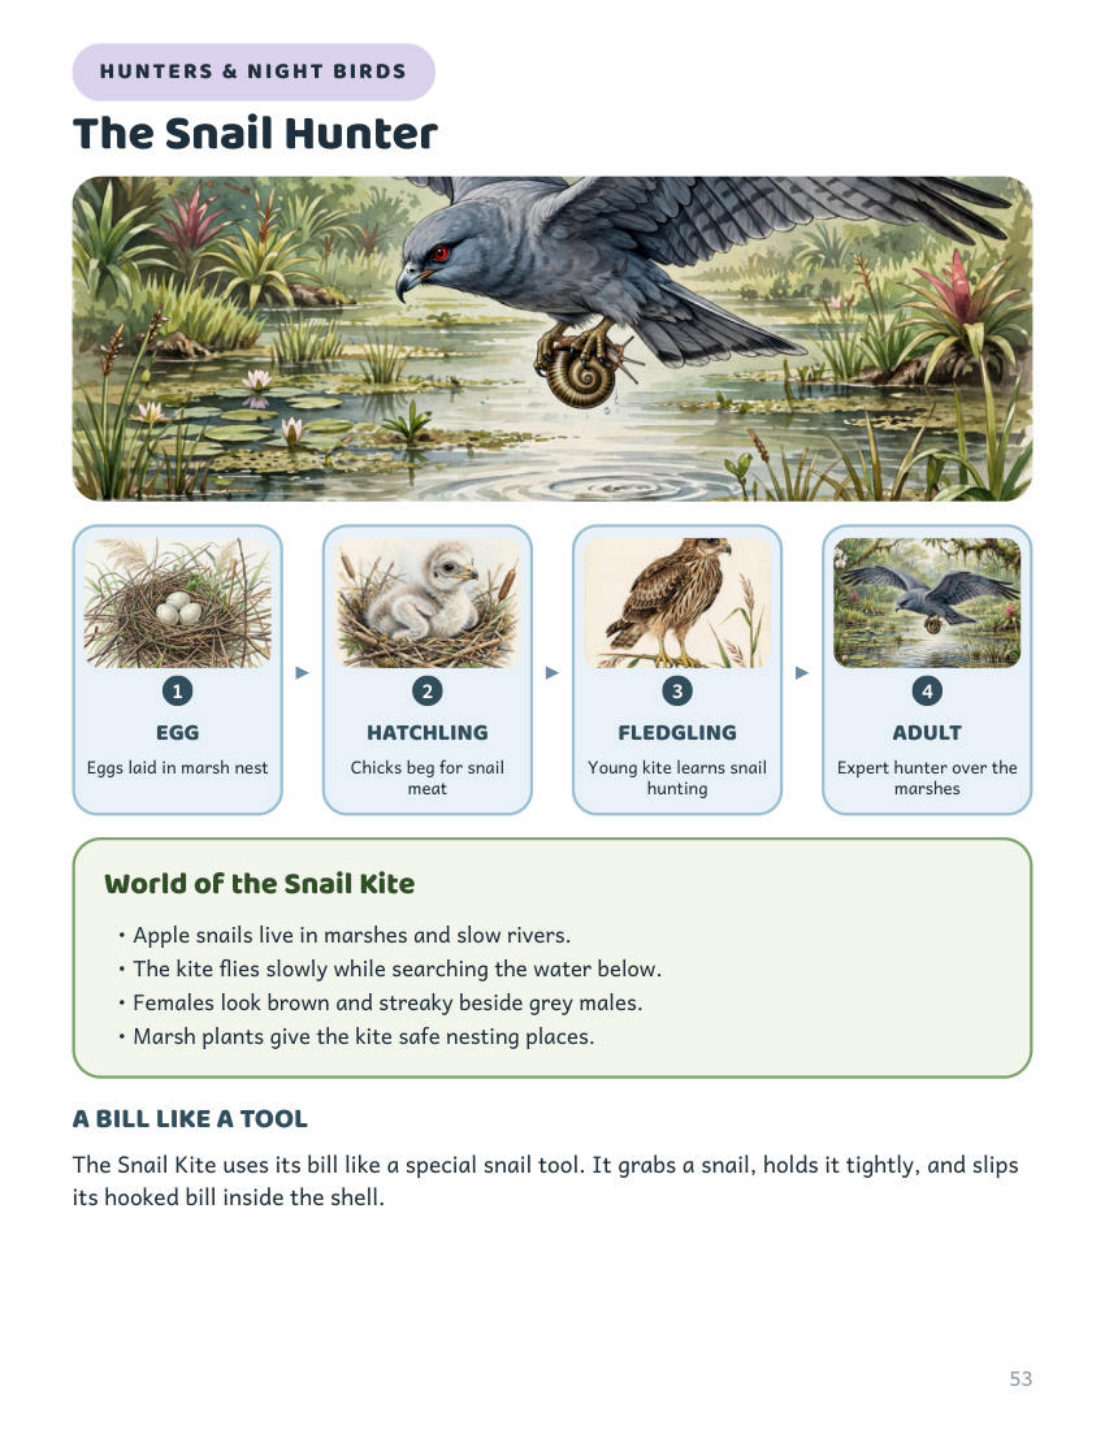 HUNTERS & NIGHT BIRDS
The Snail Hunter
1
EGG
Eggs laid in marsh nest
2
HATCHLING
Chicks beg for snail
meat
3
FLEDGLING
Young kite learns snail
hunting
4
ADULT
Expert hunter over the
marshes
World of the Snail Kite
• Apple snails live in marshes and slow rivers.
• The kite flies slowly while searching the water below.
• Females look brown and streaky beside grey males.
• Marsh plants give the kite safe nesting places.
A BILL LIKE A TOOL
The Snail Kite uses its bill like a special snail tool. It grabs a snail, holds it tightly, and slips
its hooked bill inside the shell.
53